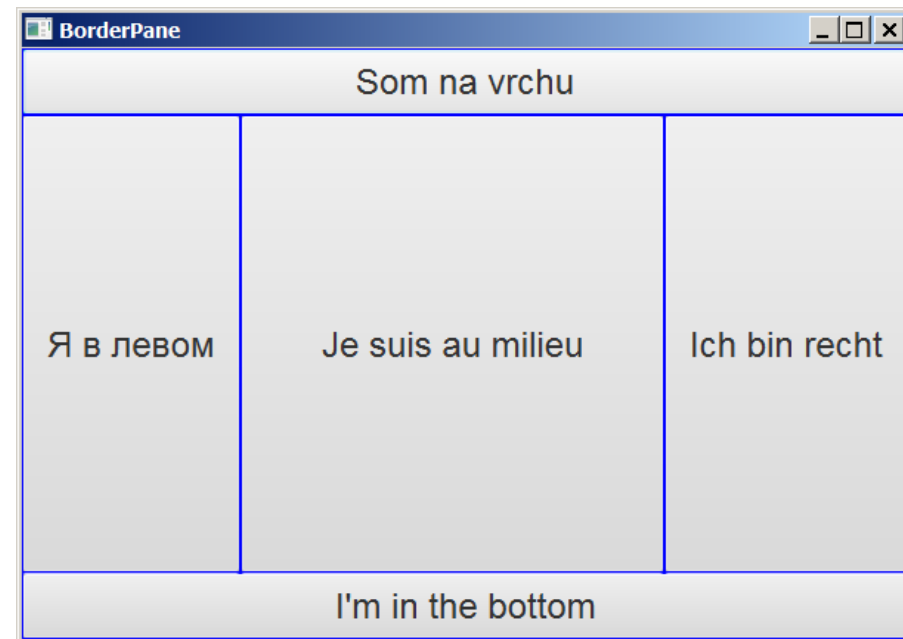 BorderPane
Som na vrchu
Я в левом
Je suis au milieu
Ich bin recht
I'm in the bottom